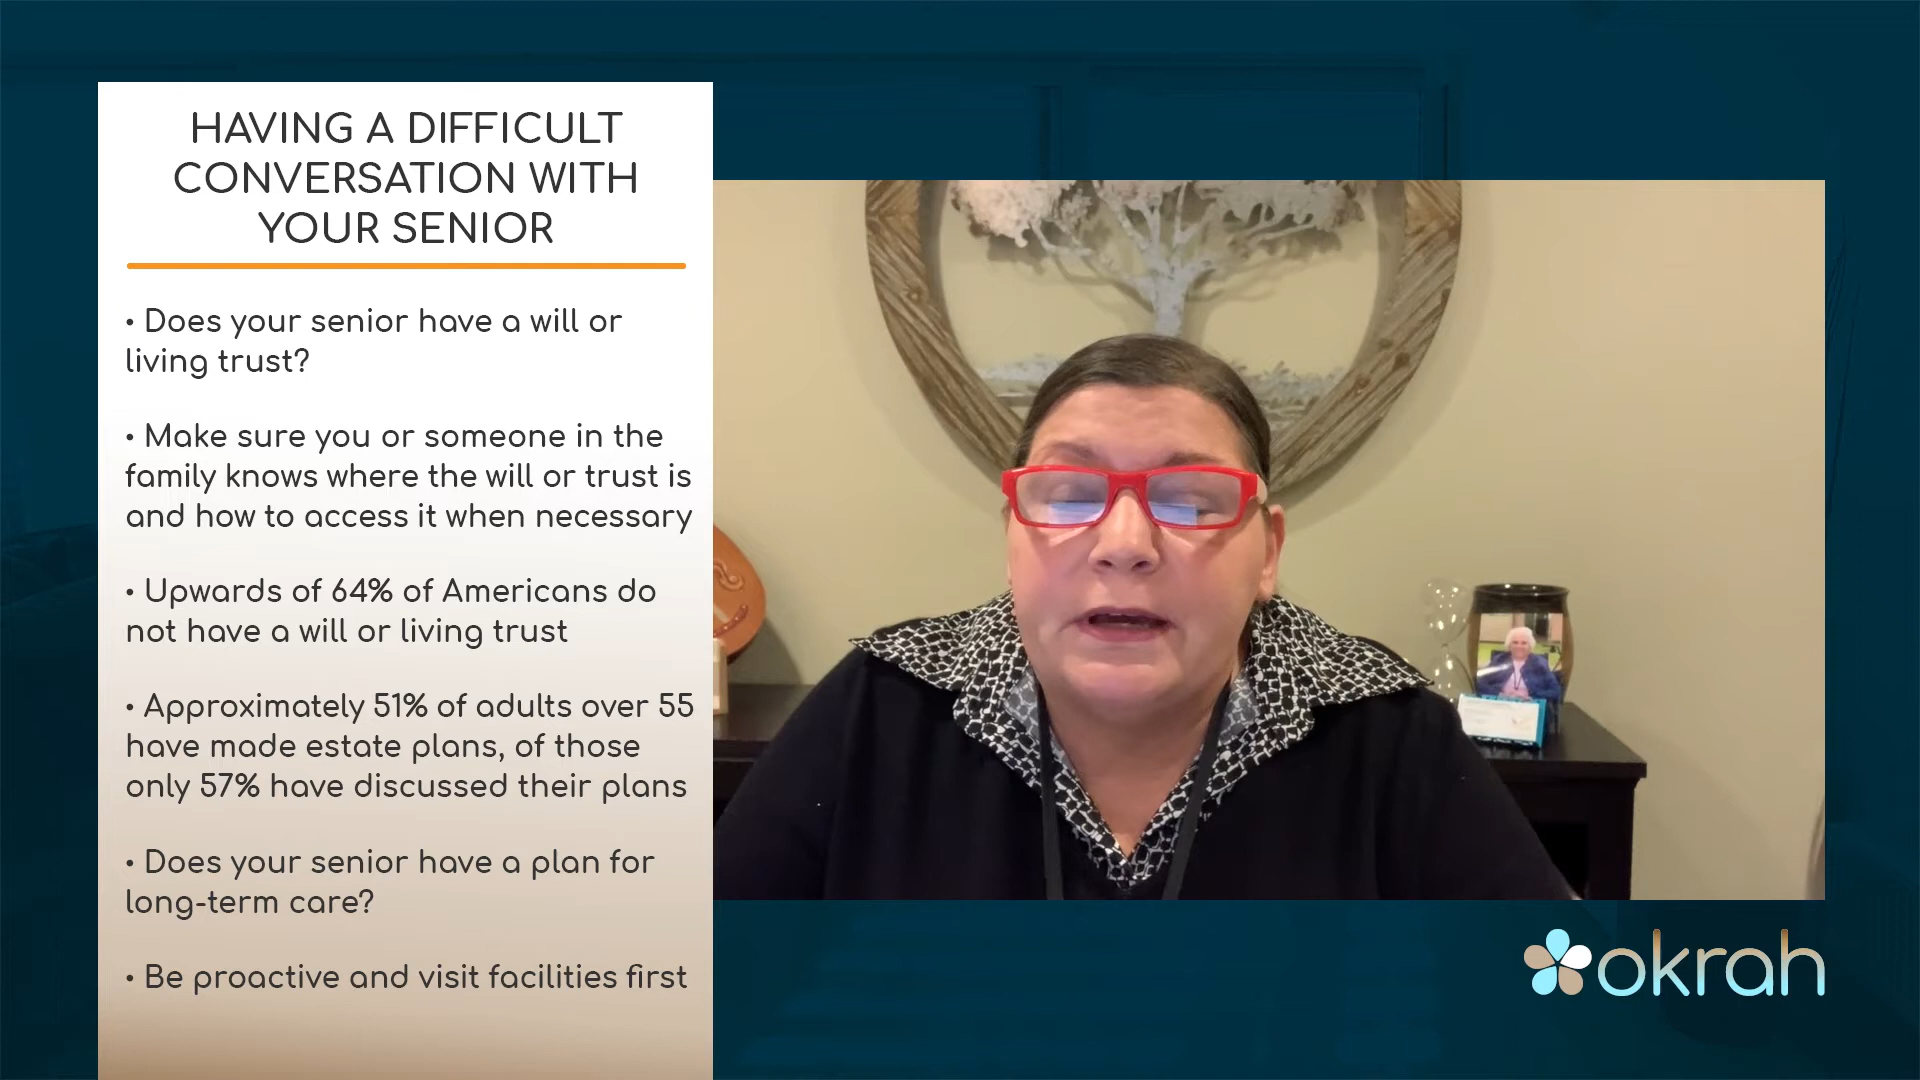 HAVING A DIFFICULT
CONVERSATION WITH
YOUR SENIOR
• Does your senior have a will or
living trust?
• Make sure you or someone in the
family knows where the will or trust is
and how to access it when necessary
• Upwards of 64% of Americans do
not have a will or living trust
• Approximately 51% of adults over 55
have made estate plans, of those
only 57% have discussed their plans
• Does your senior have a plan for
long-term care?
• Be proactive and visit facilities first
okrah